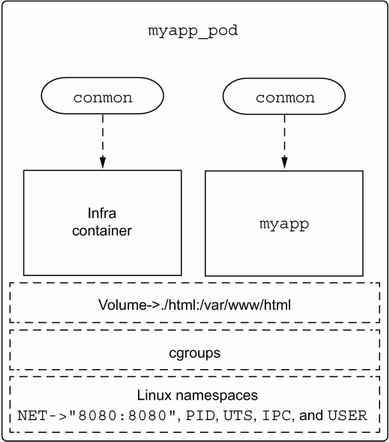 myapp_pod
conmon
conmon
Infra
container
myapp
Volume->./html:/var/www/html
cgroups
Linux namespaces
NET->"8080:8080", PID, UTS, IPC, and USER